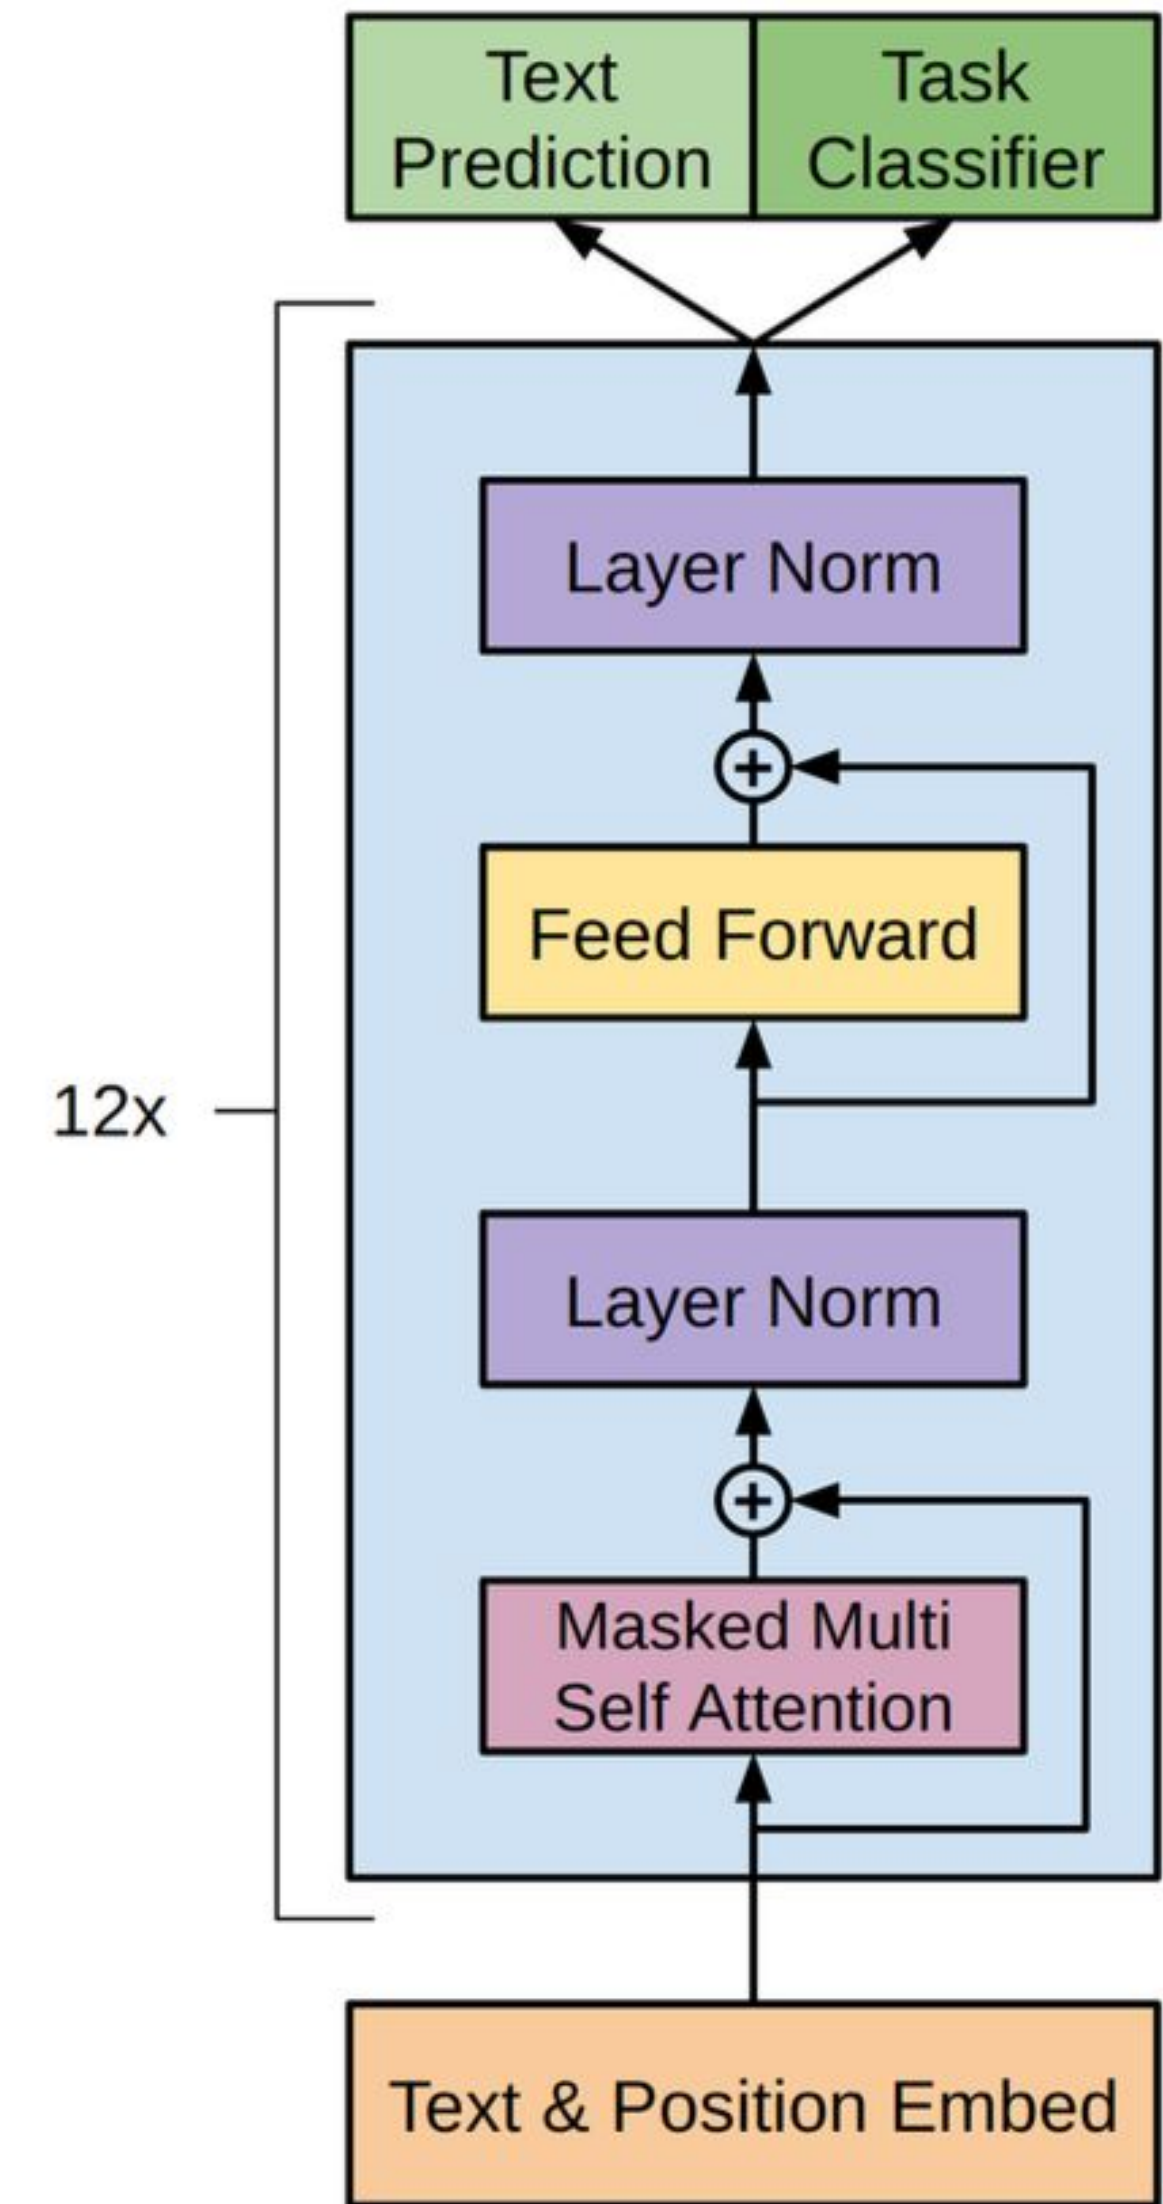 Text
Prediction
Task
Classifier
Layer Norm
+
Feed Forward
12x
Layer Norm
+
Masked Multi
Self Attention
Text & Position Embed